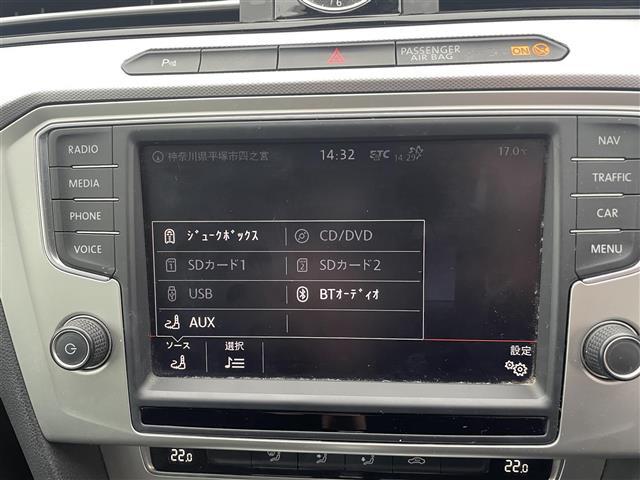 6
P
PASSENGER AIR BAG ON
RADIO
MEDIA
PHONE
VOICE
NAV
TRAFFIC
CAR
MENU
神奈川県平塚市四之宮 14:32 ETC 14:29 17.0℃
ｼﾞｭｰｸﾎﾞｯｸｽ CD/DVD
SDカード1 SDカード2
USB BTｵｰﾃﾞｨｵ
AUX
ソース 選択 設定
22.0 22.0